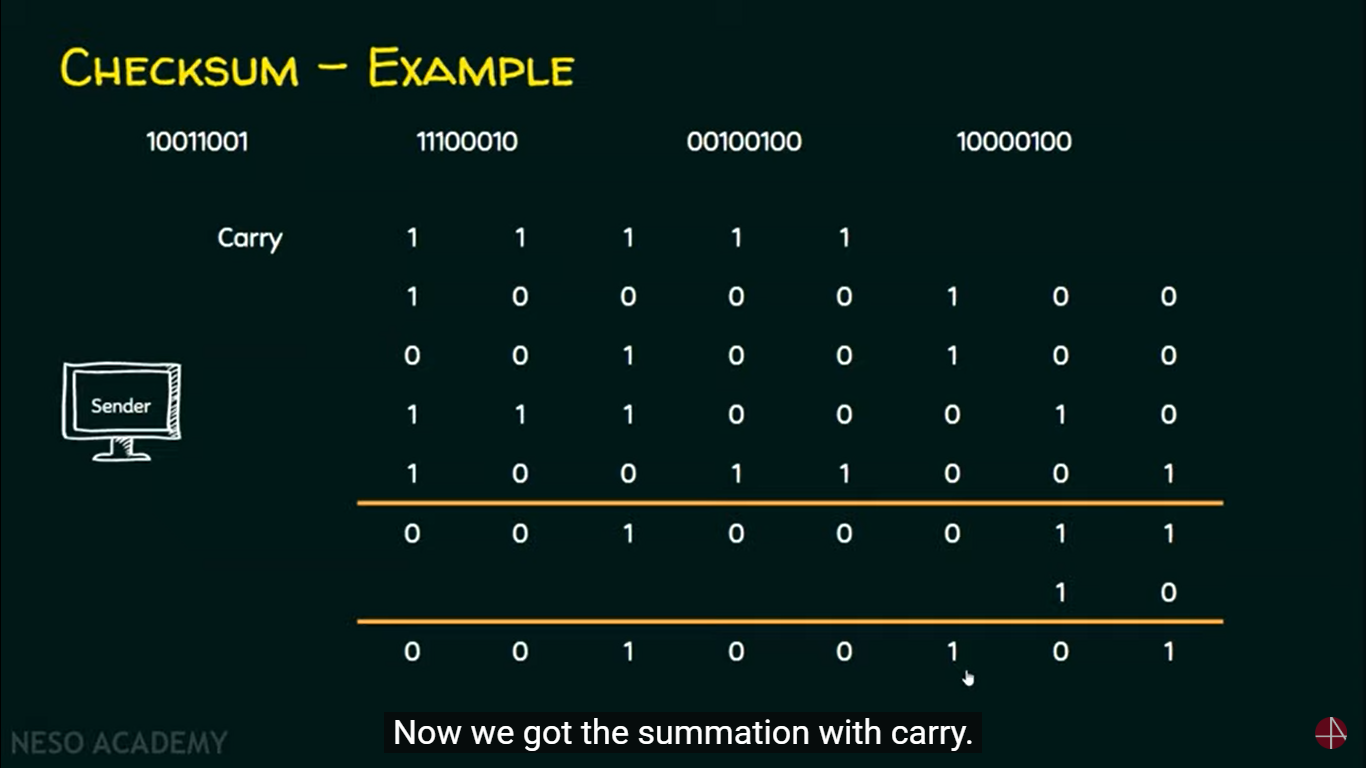 CHECKSUM – EXAMPLE
10011001 11100010 00100100 10000100
Carry 1 1 1 1 1
1 0 0 0 0 1 0 0
0 0 1 0 0 1 0 0
Sender
1 1 1 0 0 0 1 0
1 0 0 1 1 0 0 1
0 0 1 0 0 0 1 1
1 0
0 0 1 0 0 1 0 1
Now we got the summation with carry.
NESO ACADEMY